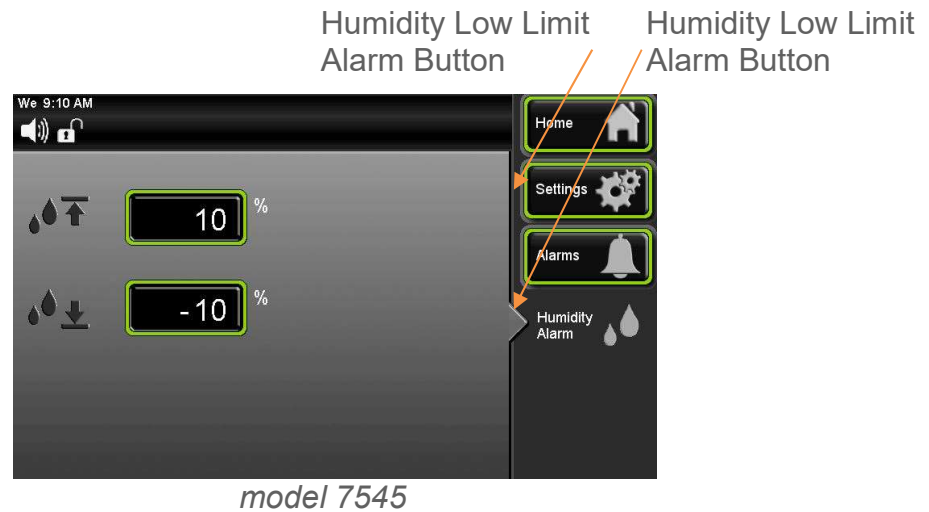 Humidity Low Limit
Alarm Button
Humidity Low Limit
Alarm Button
We 9:10 AM
Home
Settings
10 %
Alarms
-10 %
Humidity
Alarm
model 7545